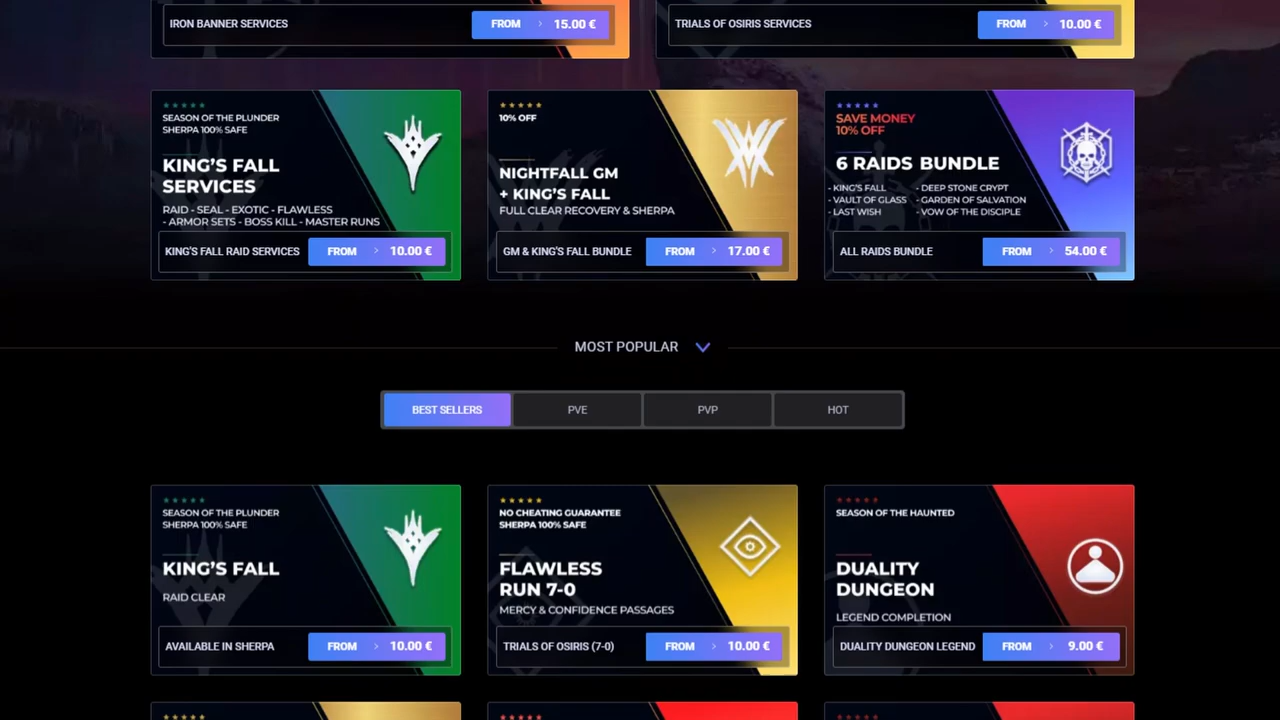 IRON BANNER SERVICES
FROM > 15.00 €
TRIALS OF OSIRIS SERVICES
FROM > 10.00 €
SEASON OF THE PLUNDER
SHERPA 100% SAFE
KING'S FALL
SERVICES
RAID - SEAL - EXOTIC - FLAWLESS
- ARMOR SETS - BOSS KILL - MASTER RUNS
KING'S FALL RAID SERVICES
FROM > 10.00 €
10% OFF
NIGHTFALL GM
+ KING'S FALL
FULL CLEAR RECOVERY & SHERPA
GM & KING'S FALL BUNDLE
FROM > 17.00 €
SAVE MONEY
10% OFF
6 RAIDS BUNDLE
- KING'S FALL
- VAULT OF GLASS
- LAST WISH
- DEEP STONE CRYPT
- GARDEN OF SALVATION
- VOW OF THE DISCIPLE
ALL RAIDS BUNDLE
FROM > 54.00 €
MOST POPULAR
BEST SELLERS
PVE
PVP
HOT
SEASON OF THE PLUNDER
SHERPA 100% SAFE
KING'S FALL
RAID CLEAR
AVAILABLE IN SHERPA
FROM > 10.00 €
NO CHEATING GUARANTEE
SHERPA 100% SAFE
FLAWLESS
RUN 7-0
MERCY & CONFIDENCE PASSAGES
TRIALS OF OSIRIS (7-0)
FROM > 10.00 €
SEASON OF THE HAUNTED
DUALITY
DUNGEON
LEGEND COMPLETION
DUALITY DUNGEON LEGEND
FROM > 9.00 €